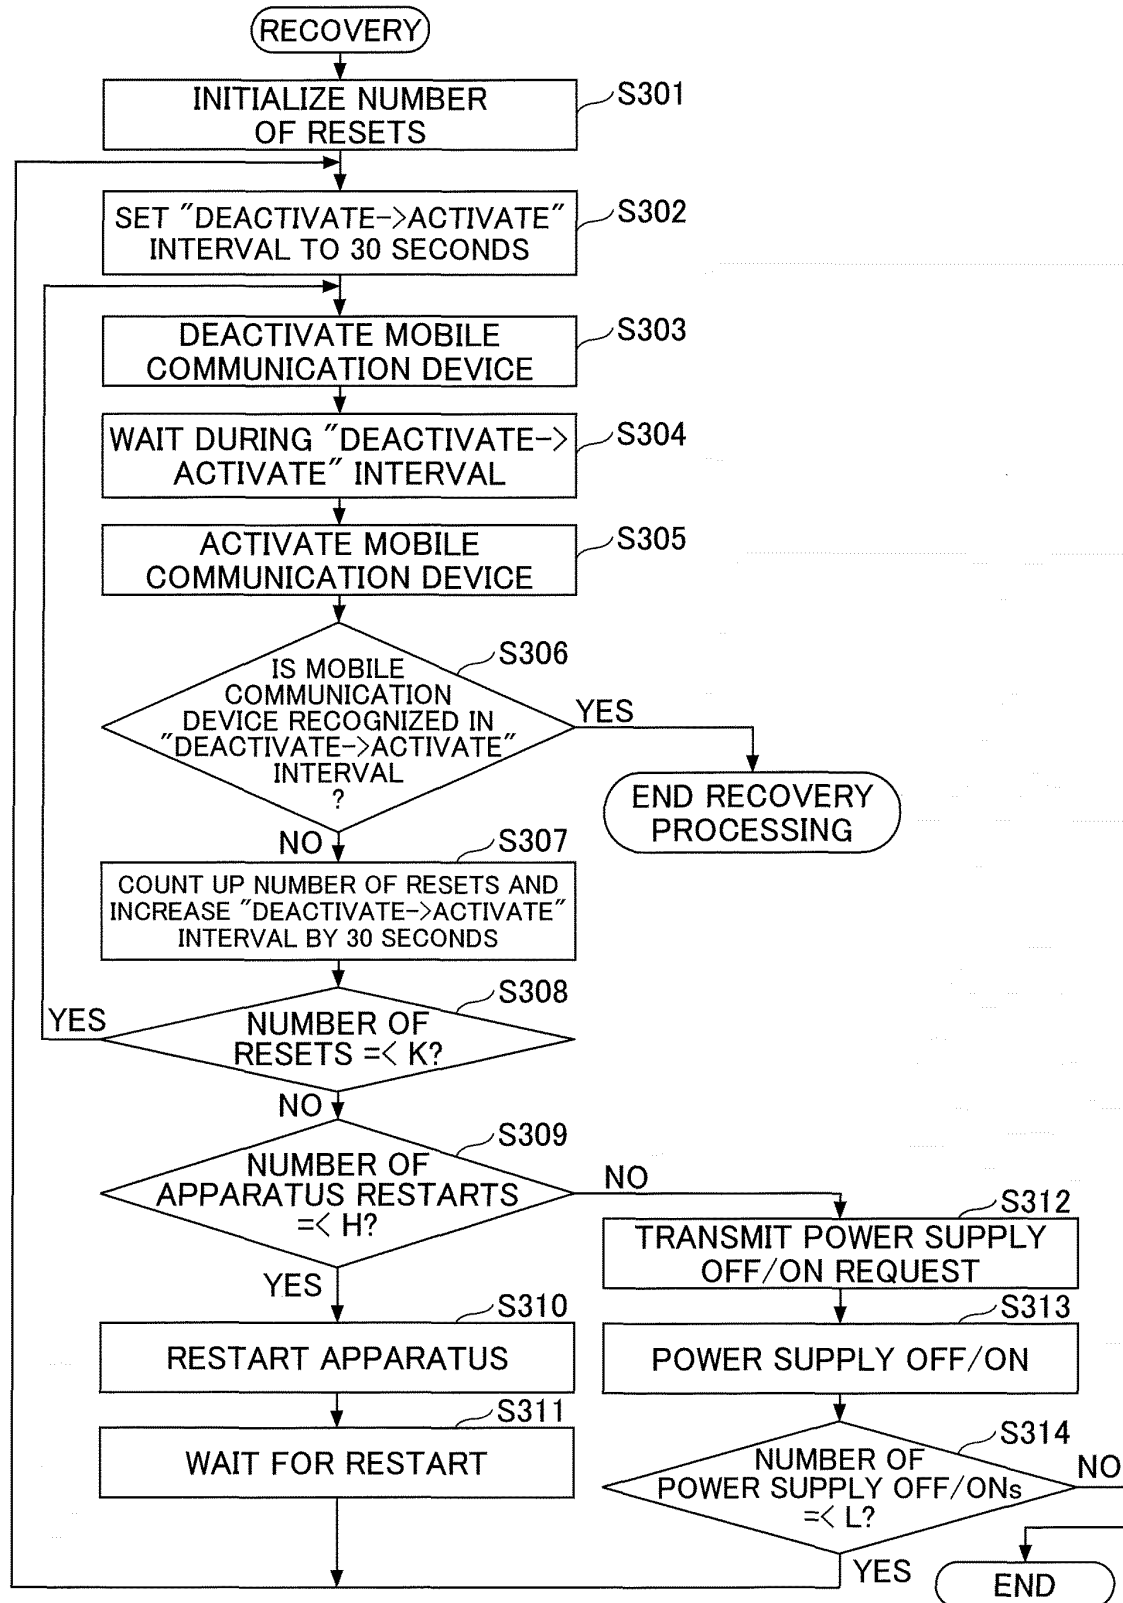 RECOVERY
INITIALIZE NUMBER
OF RESETS
S301
SET "DEACTIVATE->ACTIVATE"
INTERVAL TO 30 SECONDS
S302
DEACTIVATE MOBILE
COMMUNICATION DEVICE
S303
WAIT DURING "DEACTIVATE->
ACTIVATE" INTERVAL
S304
ACTIVATE MOBILE
COMMUNICATION DEVICE
S305
IS MOBILE
COMMUNICATION
DEVICE RECOGNIZED IN
"DEACTIVATE->ACTIVATE"
INTERVAL
?
S306
YES
END RECOVERY
PROCESSING
NO
S307
COUNT UP NUMBER OF RESETS AND
INCREASE "DEACTIVATE->ACTIVATE"
INTERVAL BY 30 SECONDS
S308
YES
NUMBER OF
RESETS =< K?
NO
S309
NUMBER OF
APPARATUS RESTARTS
=< H?
NO
YES
S310
RESTART APPARATUS
S311
WAIT FOR RESTART
S312
TRANSMIT POWER SUPPLY
OFF/ON REQUEST
S313
POWER SUPPLY OFF/ON
S314
NUMBER OF
POWER SUPPLY OFF/ONs
=< L?
NO
YES
END